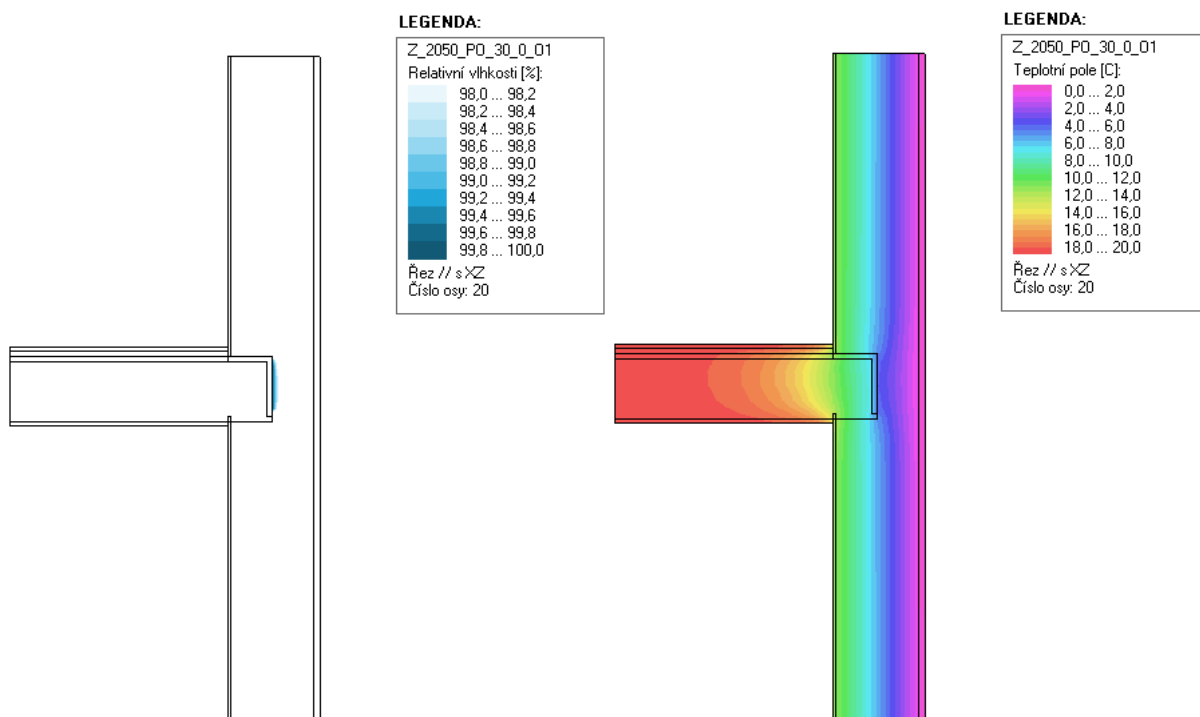 LEGENDA:
Z_2050_P0_30_0_01
Relativní vlhkosti [%]:
98,0 ... 98,2
98,2 ... 98,4
98,4 ... 98,6
98,6 ... 98,8
98,8 ... 99,0
99,0 ... 99,2
99,2 ... 99,4
99,4 ... 99,6
99,6 ... 99,8
99,8 ... 100,0
Řez // s XZ
Číslo osy: 20
LEGENDA:
Z_2050_P0_30_0_01
Teplotní pole [C]:
0,0 ... 2,0
2,0 ... 4,0
4,0 ... 6,0
6,0 ... 8,0
8,0 ... 10,0
10,0 ... 12,0
12,0 ... 14,0
14,0 ... 16,0
16,0 ... 18,0
18,0 ... 20,0
Řez // s XZ
Číslo osy: 20